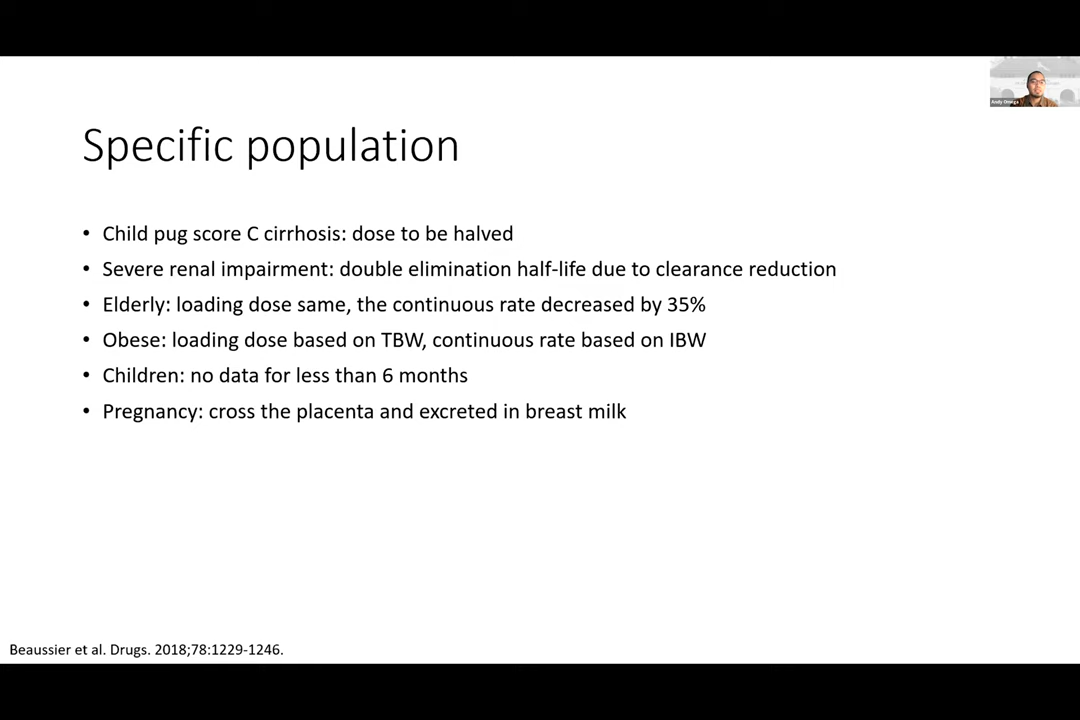 Andy Omega
Specific population
• Child pug score C cirrhosis: dose to be halved
• Severe renal impairment: double elimination half-life due to clearance reduction
• Elderly: loading dose same, the continuous rate decreased by 35%
• Obese: loading dose based on TBW, continuous rate based on IBW
• Children: no data for less than 6 months
• Pregnancy: cross the placenta and excreted in breast milk
Beaussier et al. Drugs. 2018;78:1229-1246.